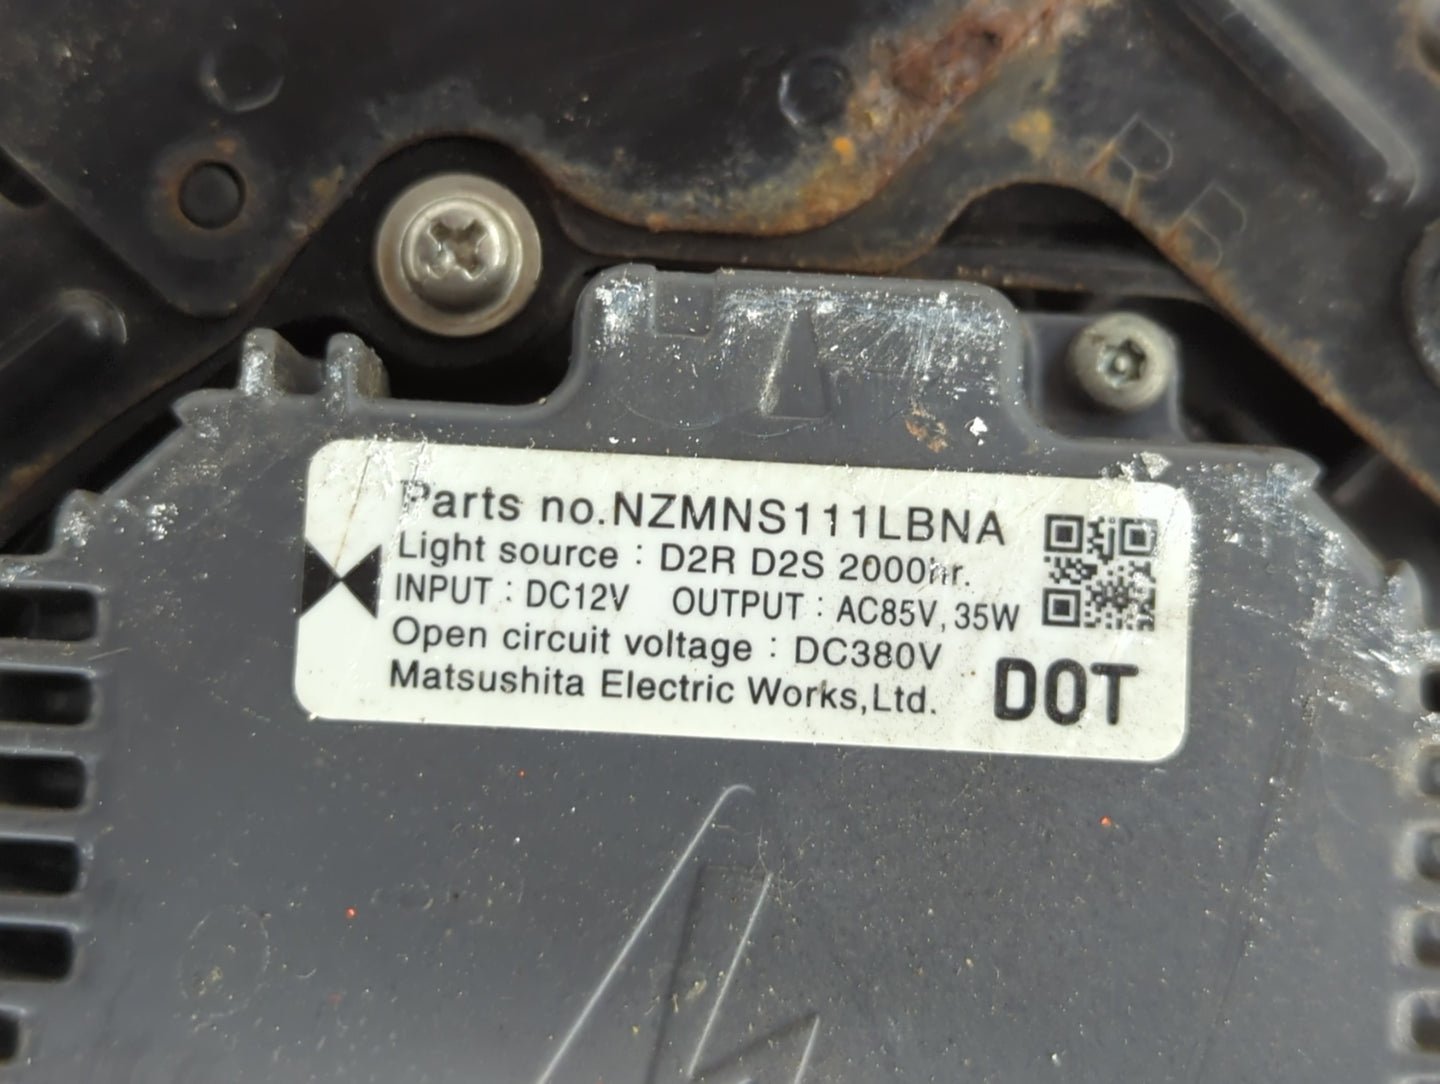 Parts no.NZMNS111LBNA
Light source : D2R D2S 2000hr.
INPUT : DC12V OUTPUT : AC85V, 35W
Open circuit voltage : DC380V
Matsushita Electric Works,Ltd. DOT